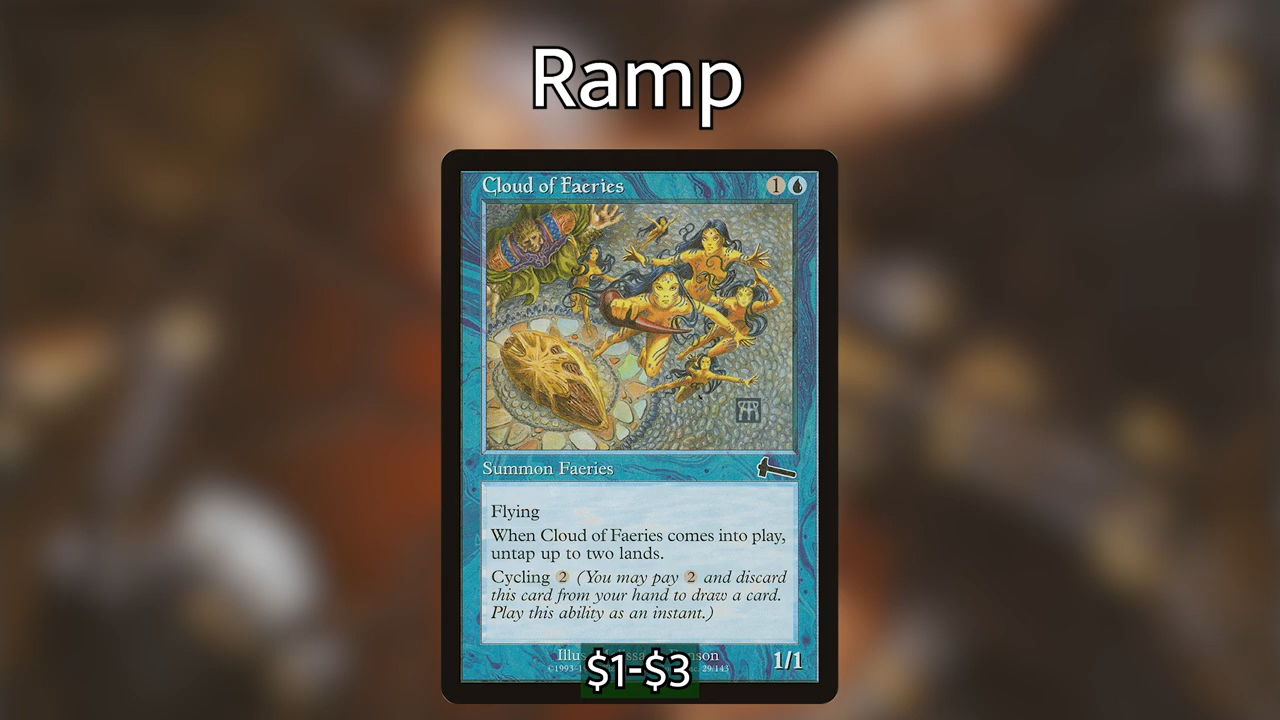 Ramp
Cloud of Faeries 1
Summon Faeries
Flying
When Cloud of Faeries comes into play,
untap up to two lands.
Cycling 2 (You may pay 2 and discard
this card from your hand to draw a card.
Play this ability as an instant.)
$1-$3
29/143
1/1